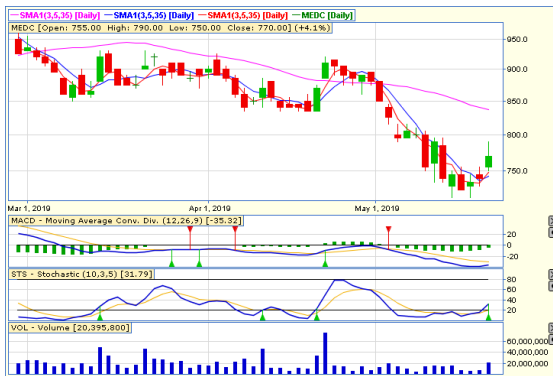 SMA1(3,5,35) [Daily] SMA1(3,5,35) [Daily] SMA1(3,5,35) [Daily] MEDC [Daily]
MEDC [Open: 755.00 High: 790.00 Low: 750.00 Close: 770.00] (+4.1%)
950.0
900.0
850.0
800.0
750.0
Mar 1, 2019 Apr 1, 2019 May 1, 2019
MACD - Moving Average Conv. Div. (12,26,9) [-35.32]
20
0
-20
STS - Stochastic (10,3,5) [31.79]
80
60
40
20
VOL - Volume [20,395,800]
60,000,000
40,000,000
20,000,000